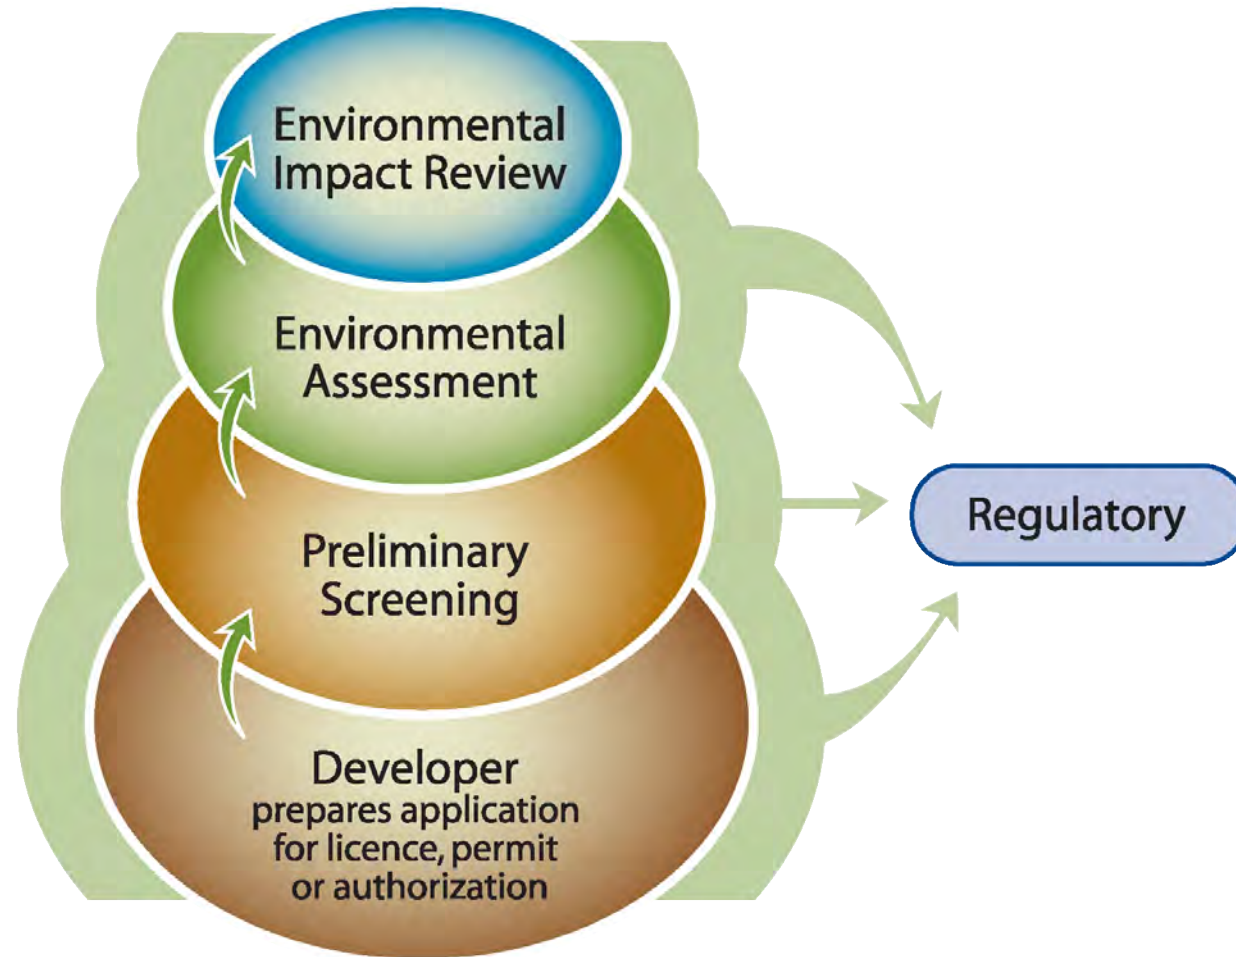 Environmental
Impact Review
Environmental
Assessment
Preliminary
Screening
Regulatory
Developer
prepares application
for licence, permit
or authorization